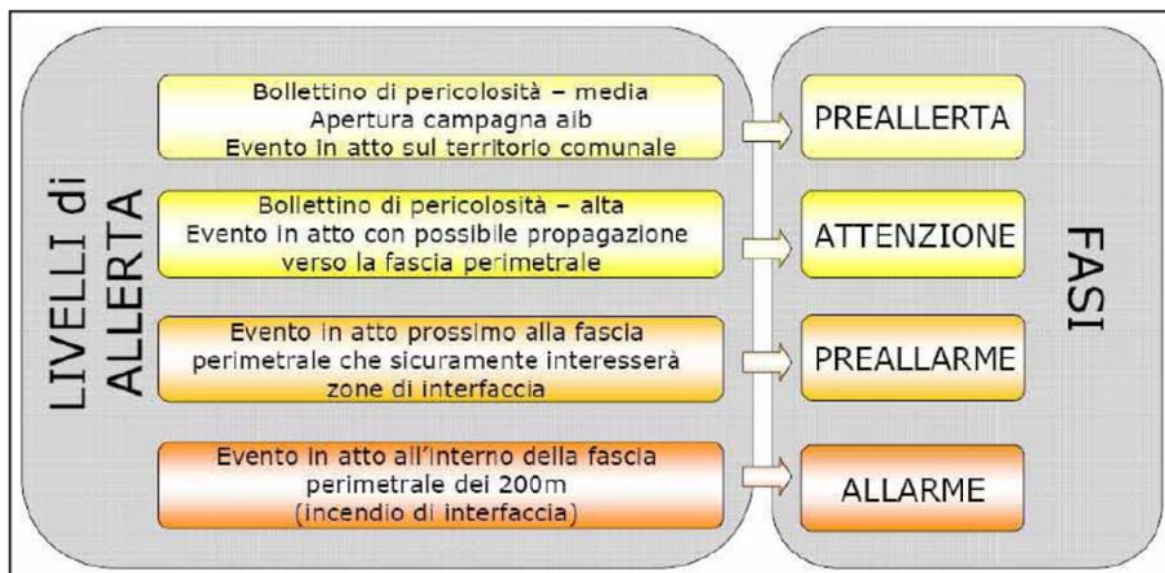 LIVELLI di
ALLERTA
Bollettino di pericolosità – media
Apertura campagna aib
Evento in atto sul territorio comunale
PREALLERTA
Bollettino di pericolosità – alta
Evento in atto con possibile propagazione
verso la fascia perimetrale
ATTENZIONE
Evento in atto prossimo alla fascia
perimetrale che sicuramente interesserà
zone di interfaccia
PREALLARME
Evento in atto all'interno della fascia
perimetrale dei 200m
(incendio di interfaccia)
ALLARME
FASI